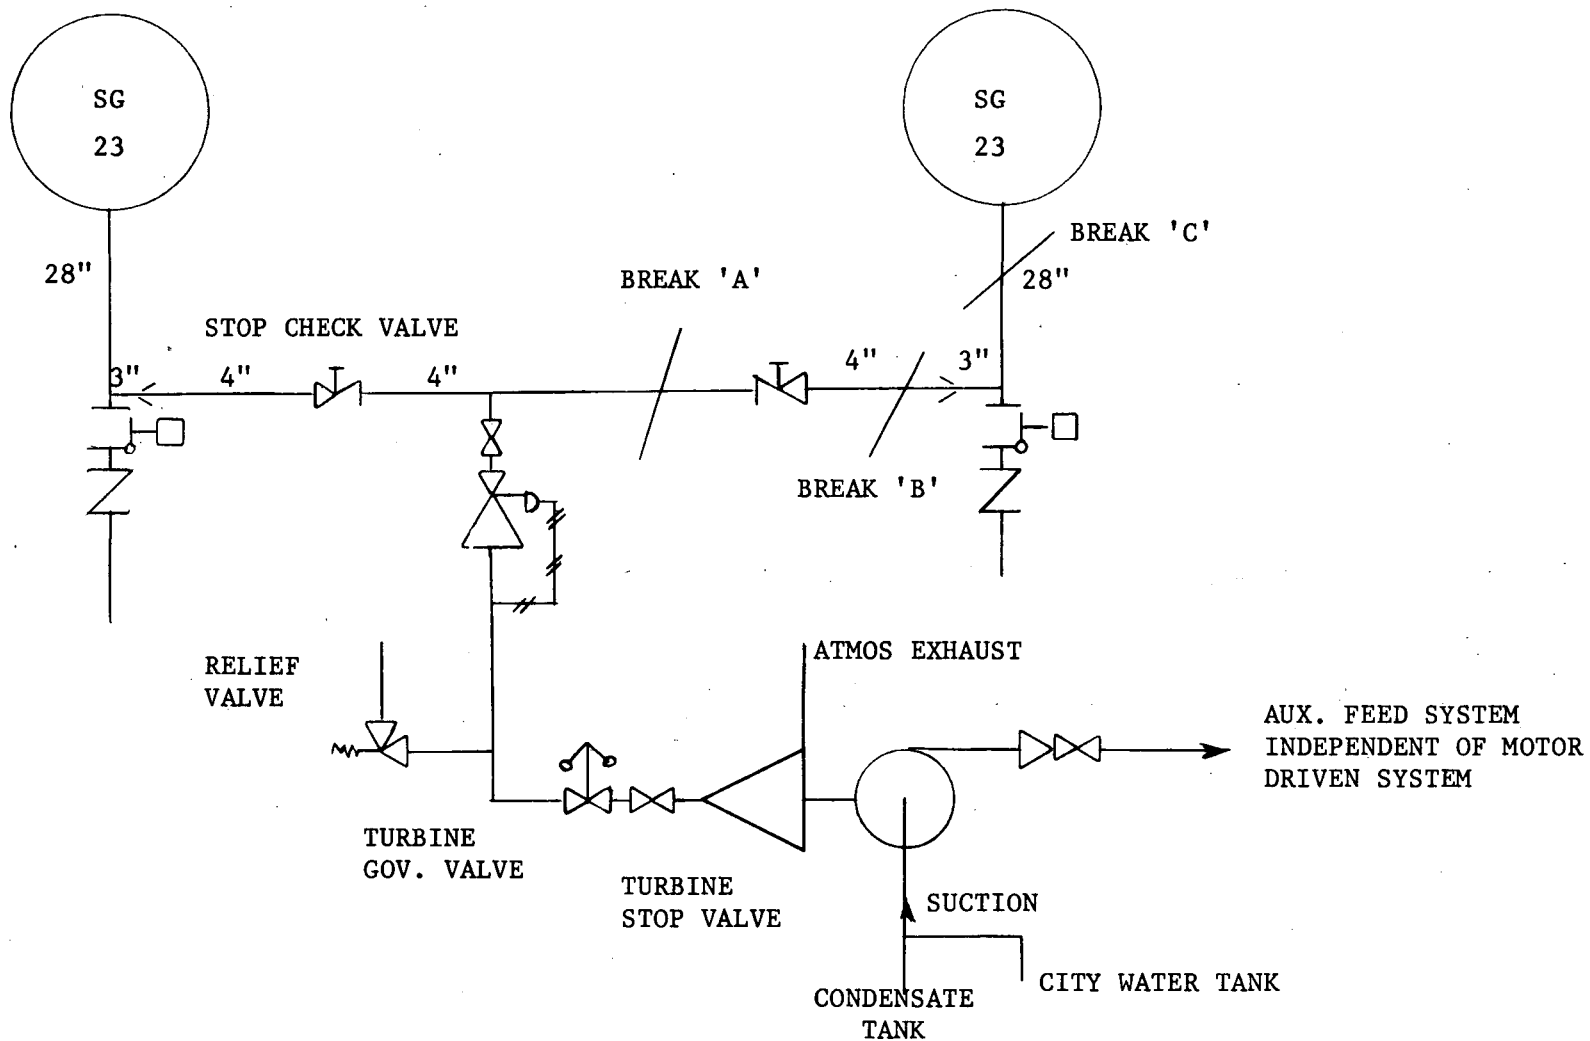 SG
23
SG
23
BREAK 'C'
28"
28"
BREAK 'A'
STOP CHECK VALVE
3"
4"
4"
4"
3"
BREAK 'B'
RELIEF
VALVE
ATMOS EXHAUST
AUX. FEED SYSTEM
INDEPENDENT OF MOTOR
DRIVEN SYSTEM
TURBINE
GOV. VALVE
TURBINE
STOP VALVE
SUCTION
CITY WATER TANK
CONDENSATE
TANK